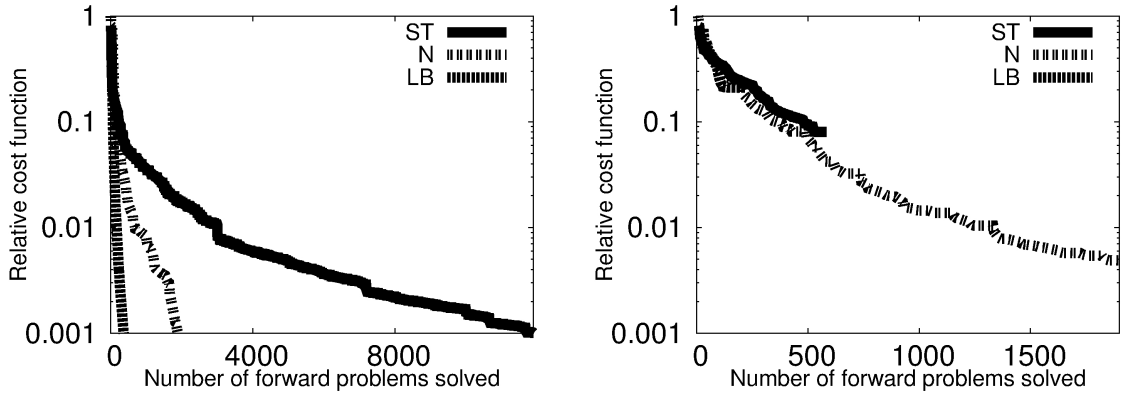 Relative cost function
1
0.1
0.01
0.001
ST
N
LB
0 4000 8000
Number of forward problems solved
Relative cost function
1
0.1
0.01
0.001
ST
N
LB
0 500 1000 1500
Number of forward problems solved